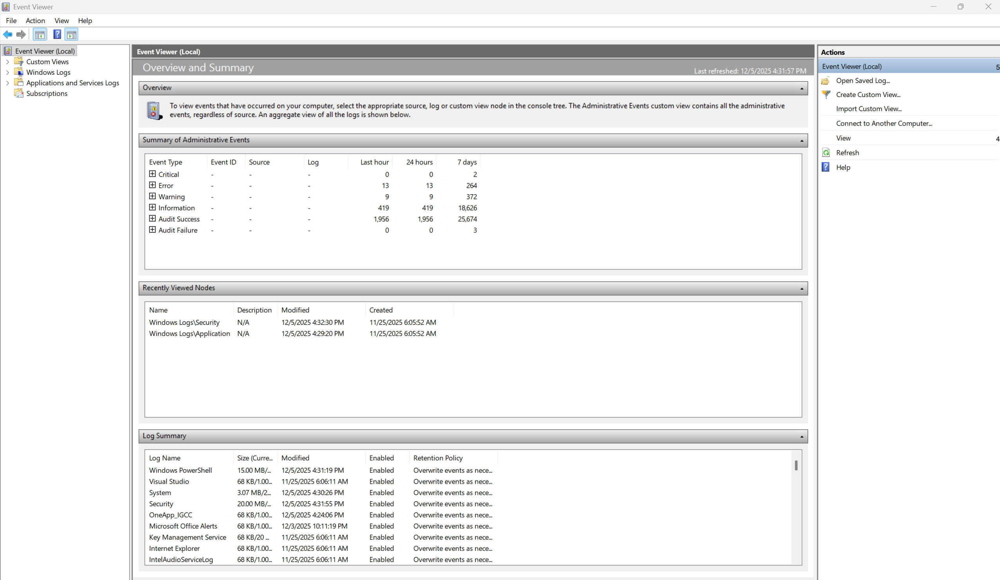 Event Viewer
File Action View Help
Event Viewer (Local)
Custom Views
Windows Logs
Applications and Services Logs
Subscriptions
Event Viewer (Local)
Overview and Summary
Last refreshed: 12/5/2025 4:31:57 PM
Overview
To view events that have occurred on your computer, select the appropriate source, log or custom view node in the console tree. The Administrative Events custom view contains all the administrative
events, regardless of source. An aggregate view of all the logs is shown below.
Summary of Administrative Events
Event Type Event ID Source Log Last hour 24 hours 7 days
Critical - - - 0 0 2
Error - - - 13 13 264
Warning - - - 9 9 372
Information - - - 419 419 18,626
Audit Success - - - 1,956 1,956 25,674
Audit Failure - - - 0 0 3
Recently Viewed Nodes
Name Description Modified Created
Windows Logs\Security N/A 12/5/2025 4:32:30 PM 11/25/2025 6:05:52 AM
Windows Logs\Application N/A 12/5/2025 4:29:20 PM 11/25/2025 6:05:52 AM
Log Summary
Log Name Size (Curre... Modified Enabled Retention Policy
Windows PowerShell 15.00 MB/... 12/5/2025 4:31:19 PM Enabled Overwrite events as nece...
Visual Studio 68 KB/1.00... 11/25/2025 6:06:11 AM Enabled Overwrite events as nece...
System 3.07 MB/2... 12/5/2025 4:30:26 PM Enabled Overwrite events as nece...
Security 20.00 MB/... 12/5/2025 4:31:55 PM Enabled Overwrite events as nece...
OneApp_IGCC 68 KB/1.00... 12/5/2025 4:24:06 PM Enabled Overwrite events as nece...
Microsoft Office Alerts 68 KB/1.00... 12/3/2025 10:11:19 PM Enabled Overwrite events as nece...
Key Management Service 68 KB/20 ... 11/25/2025 6:06:11 AM Enabled Overwrite events as nece...
Internet Explorer 68 KB/1.00... 11/25/2025 6:06:11 AM Enabled Overwrite events as nece...
IntelAudioServiceLog 68 KB/1.00... 11/25/2025 6:06:11 AM Enabled Overwrite events as nece...
Actions
Event Viewer (Local) 5
Open Saved Log...
Create Custom View...
Import Custom View...
Connect to Another Computer...
View 4
Refresh
Help